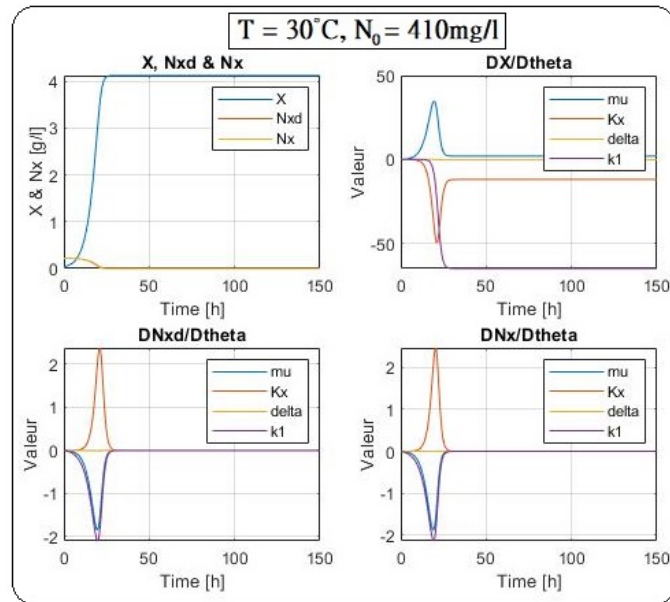 T = 30°C, N₀ = 410mg/l
X, Nxd & Nx
X & Nx [g/l]
4
3
2
1
0
0 50 100 150
Time [h]
X
Nxd
Nx
DX/Dtheta
Valeur
50
0
-50
0 50 100 150
Time [h]
mu
Kx
delta
k1
DNxd/Dtheta
Valeur
2
1
0
-1
-2
0 50 100 150
Time [h]
mu
Kx
delta
k1
DNx/Dtheta
Valeur
2
1
0
-1
-2
0 50 100 150
Time [h]
mu
Kx
delta
k1